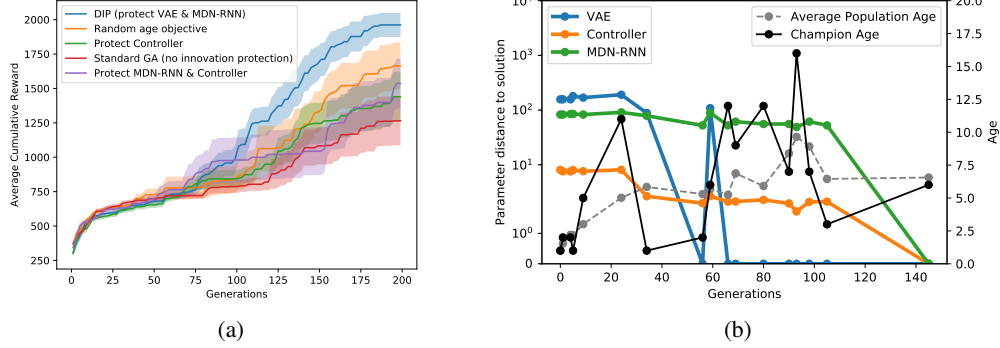 DIP (protect VAE & MDN-RNN)
Random age objective
Protect Controller
Standard GA (no innovation protection)
Protect MDN-RNN & Controller
2000
1750
1500
1250
1000
750
500
250
Average Cumulative Reward
0 25 50 75 100 125 150 175 200
Generations
(a)
VAE
Controller
MDN-RNN
Average Population Age
Champion Age
10³
10²
10¹
10⁰
0
Parameter distance to solution
20.0
17.5
15.0
12.5
10.0
7.5
5.0
2.5
0.0
Age
0 20 40 60 80 100 120 140
Generations
(b)